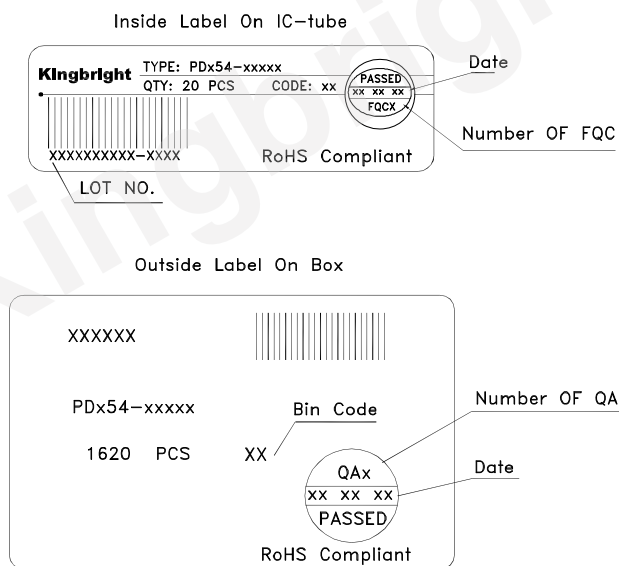 Inside Label On IC-tube
Kingbright
TYPE: PDx54-xxxxx
QTY: 20 PCS CODE: xx
PASSED
xx xx xx
FQCX
Date
Number OF FQC
XXXXXXXXXX-XXXX
RoHS Compliant
LOT NO.
Outside Label On Box
XXXXXX
PDx54-xxxxx
Bin Code
Number OF QA
1620 PCS
XX
QAx
Date
XX XX XX
PASSED
RoHS Compliant
Kingbright